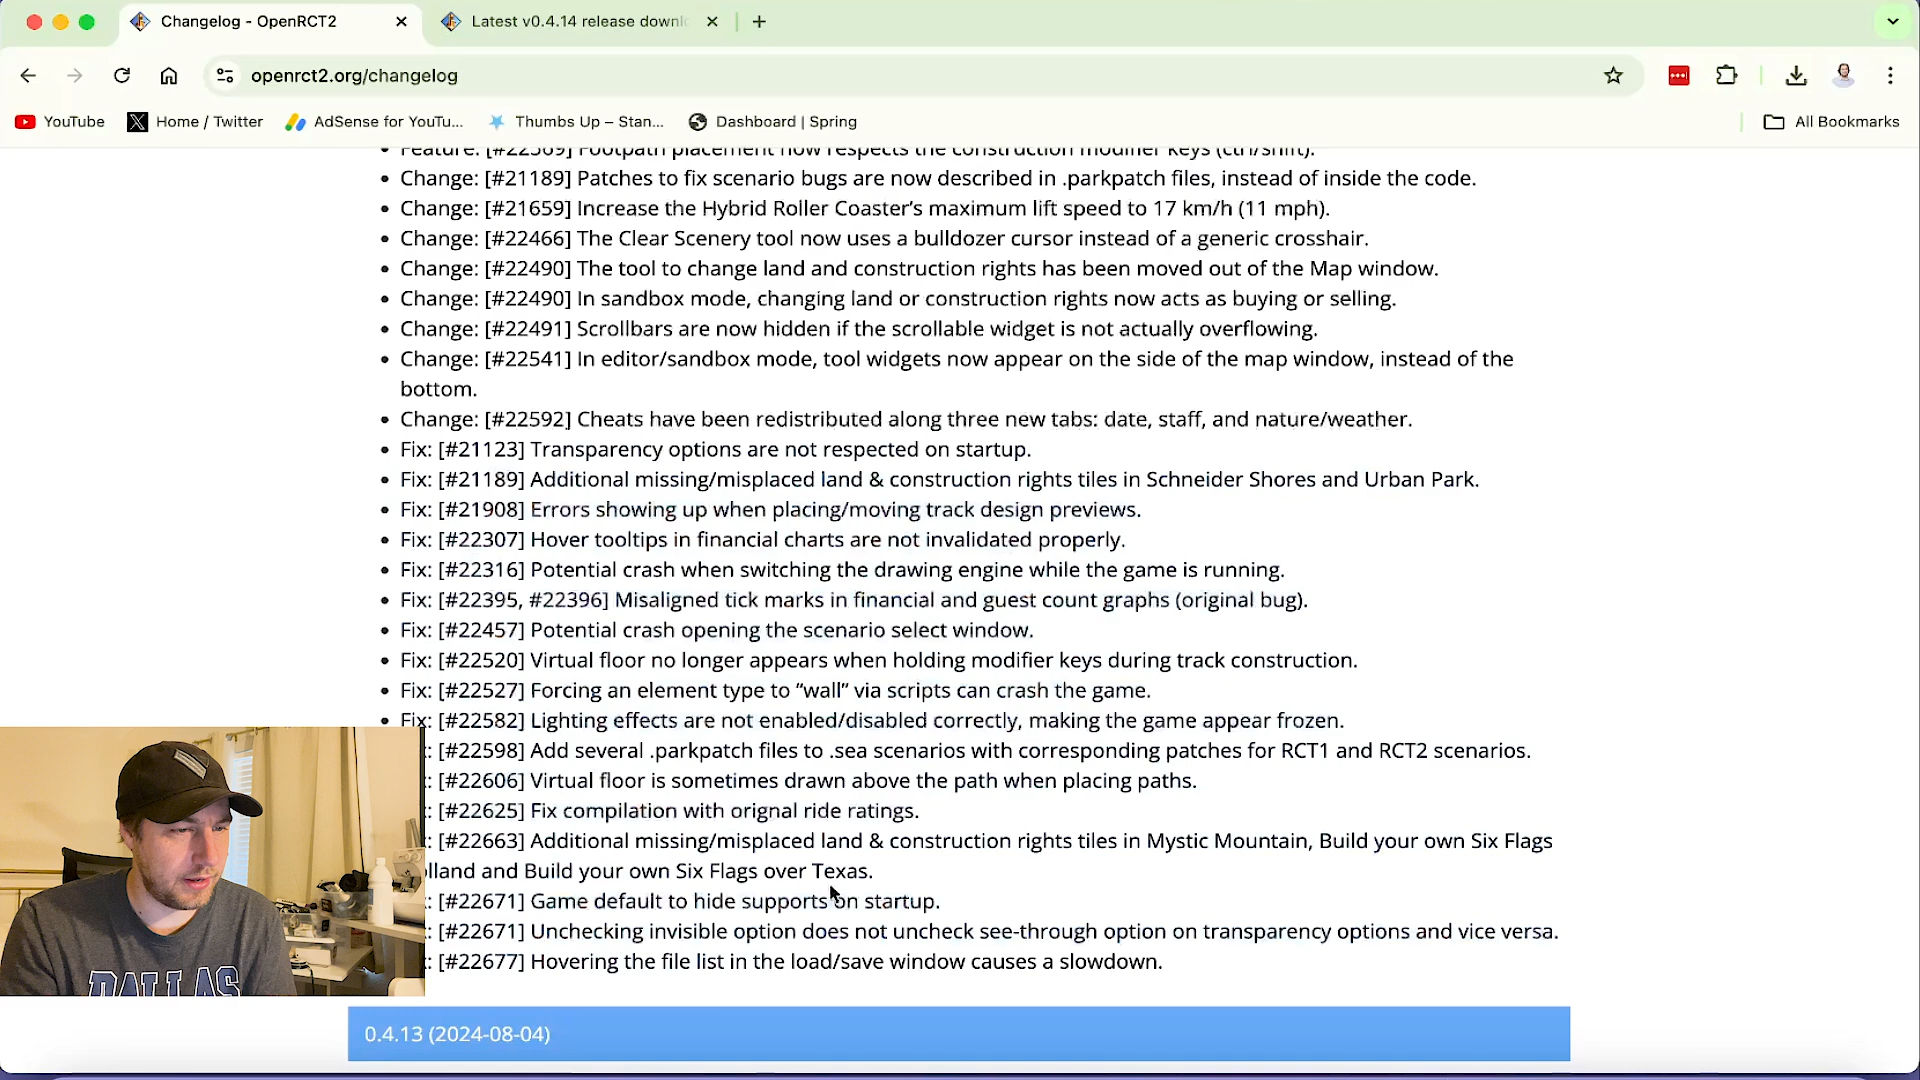 Changelog - OpenRCT2
Latest v0.4.14 release downl
openrct2.org/changelog
YouTube
Home / Twitter
AdSense for YouTu...
Thumbs Up – Stan...
Dashboard | Spring
All Bookmarks
Feature: [#22569] Footpath placement now respects the construction modifier keys (ctrl/shift).
Change: [#21189] Patches to fix scenario bugs are now described in .parkpatch files, instead of inside the code.
Change: [#21659] Increase the Hybrid Roller Coaster’s maximum lift speed to 17 km/h (11 mph).
Change: [#22466] The Clear Scenery tool now uses a bulldozer cursor instead of a generic crosshair.
Change: [#22490] The tool to change land and construction rights has been moved out of the Map window.
Change: [#22490] In sandbox mode, changing land or construction rights now acts as buying or selling.
Change: [#22491] Scrollbars are now hidden if the scrollable widget is not actually overflowing.
Change: [#22541] In editor/sandbox mode, tool widgets now appear on the side of the map window, instead of the
bottom.
Change: [#22592] Cheats have been redistributed along three new tabs: date, staff, and nature/weather.
Fix: [#21123] Transparency options are not respected on startup.
Fix: [#21189] Additional missing/misplaced land & construction rights tiles in Schneider Shores and Urban Park.
Fix: [#21908] Errors showing up when placing/moving track design previews.
Fix: [#22307] Hover tooltips in financial charts are not invalidated properly.
Fix: [#22316] Potential crash when switching the drawing engine while the game is running.
Fix: [#22395, #22396] Misaligned tick marks in financial and guest count graphs (original bug).
Fix: [#22457] Potential crash opening the scenario select window.
Fix: [#22520] Virtual floor no longer appears when holding modifier keys during track construction.
Fix: [#22527] Forcing an element type to “wall” via scripts can crash the game.
Fix: [#22582] Lighting effects are not enabled/disabled correctly, making the game appear frozen.
: [#22598] Add several .parkpatch files to .sea scenarios with corresponding patches for RCT1 and RCT2 scenarios.
: [#22606] Virtual floor is sometimes drawn above the path when placing paths.
: [#22625] Fix compilation with orignal ride ratings.
: [#22663] Additional missing/misplaced land & construction rights tiles in Mystic Mountain, Build your own Six Flags
olland and Build your own Six Flags over Texas.
: [#22671] Game default to hide supports on startup.
: [#22671] Unchecking invisible option does not uncheck see-through option on transparency options and vice versa.
: [#22677] Hovering the file list in the load/save window causes a slowdown.
DALLAS
0.4.13 (2024-08-04)